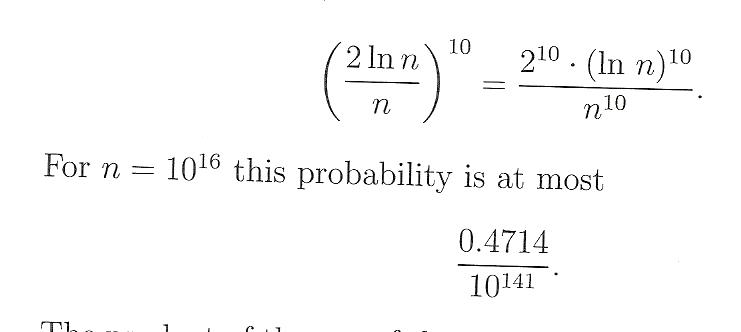 (2 ln n / n)^10 = 2^10 · (ln n)^10 / n^10.
For n = 10^16 this probability is at most
0.4714 / 10^141.